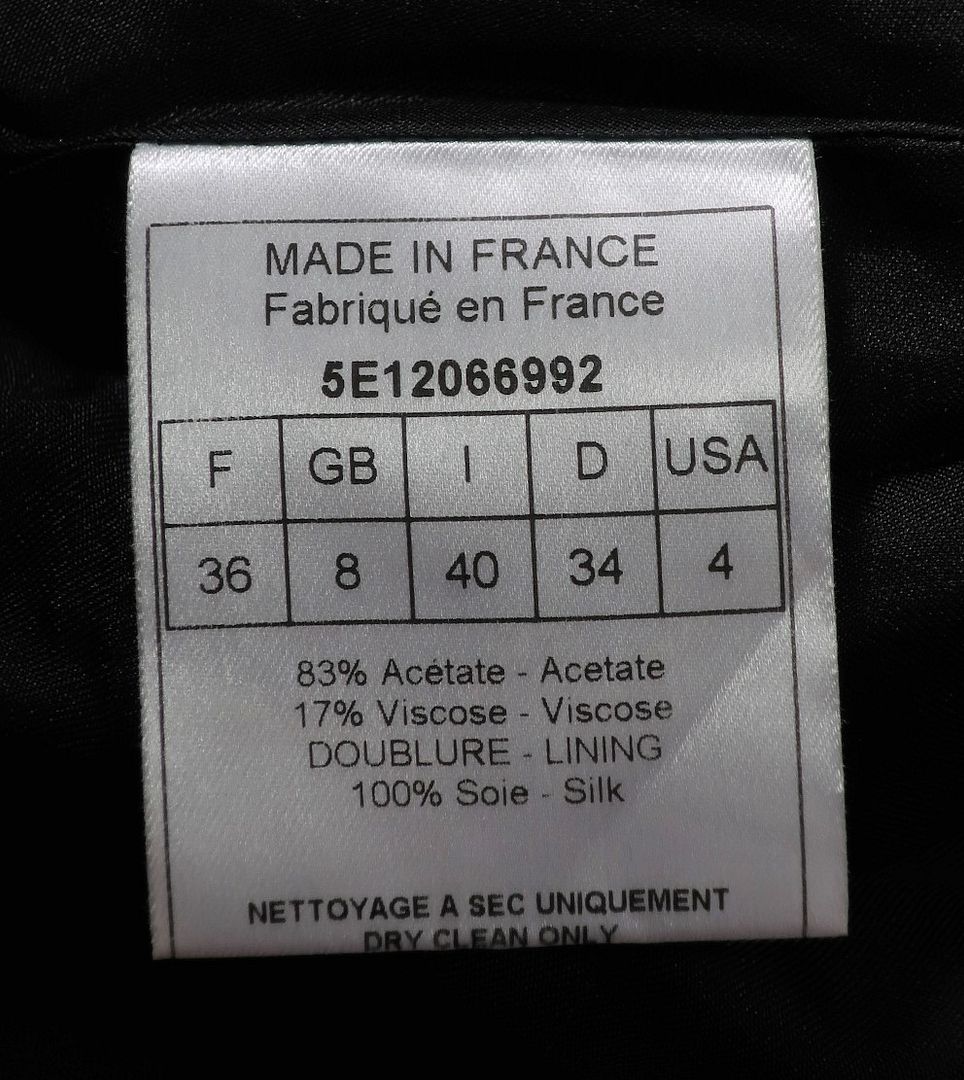 MADE IN FRANCE
Fabriqué en France
5E12066992
F GB I D USA
36 8 40 34 4
83% Acétate - Acetate
17% Viscose - Viscose
DOUBLURE - LINING
100% Soie - Silk
NETTOYAGE A SEC UNIQUEMENT
DRY CLEAN ONLY